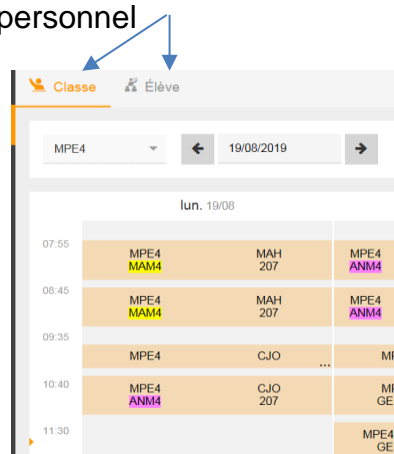 personnel
Classe Élève
MPE4 19/08/2019
lun. 19/08
07:55
MPE4 MAH MPE4
MAM4 207 ANM4
08:45
MPE4 MAH MPE4
MAM4 207 ANM4
09:35
MPE4 CJO ... M
10:40
MPE4 CJO M
ANM4 207 GE
11:30
MPE4
GE